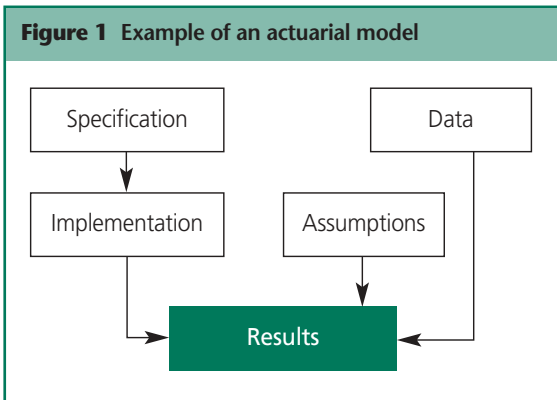 Figure 1 Example of an actuarial model
Specification
Data
Implementation
Assumptions
Results